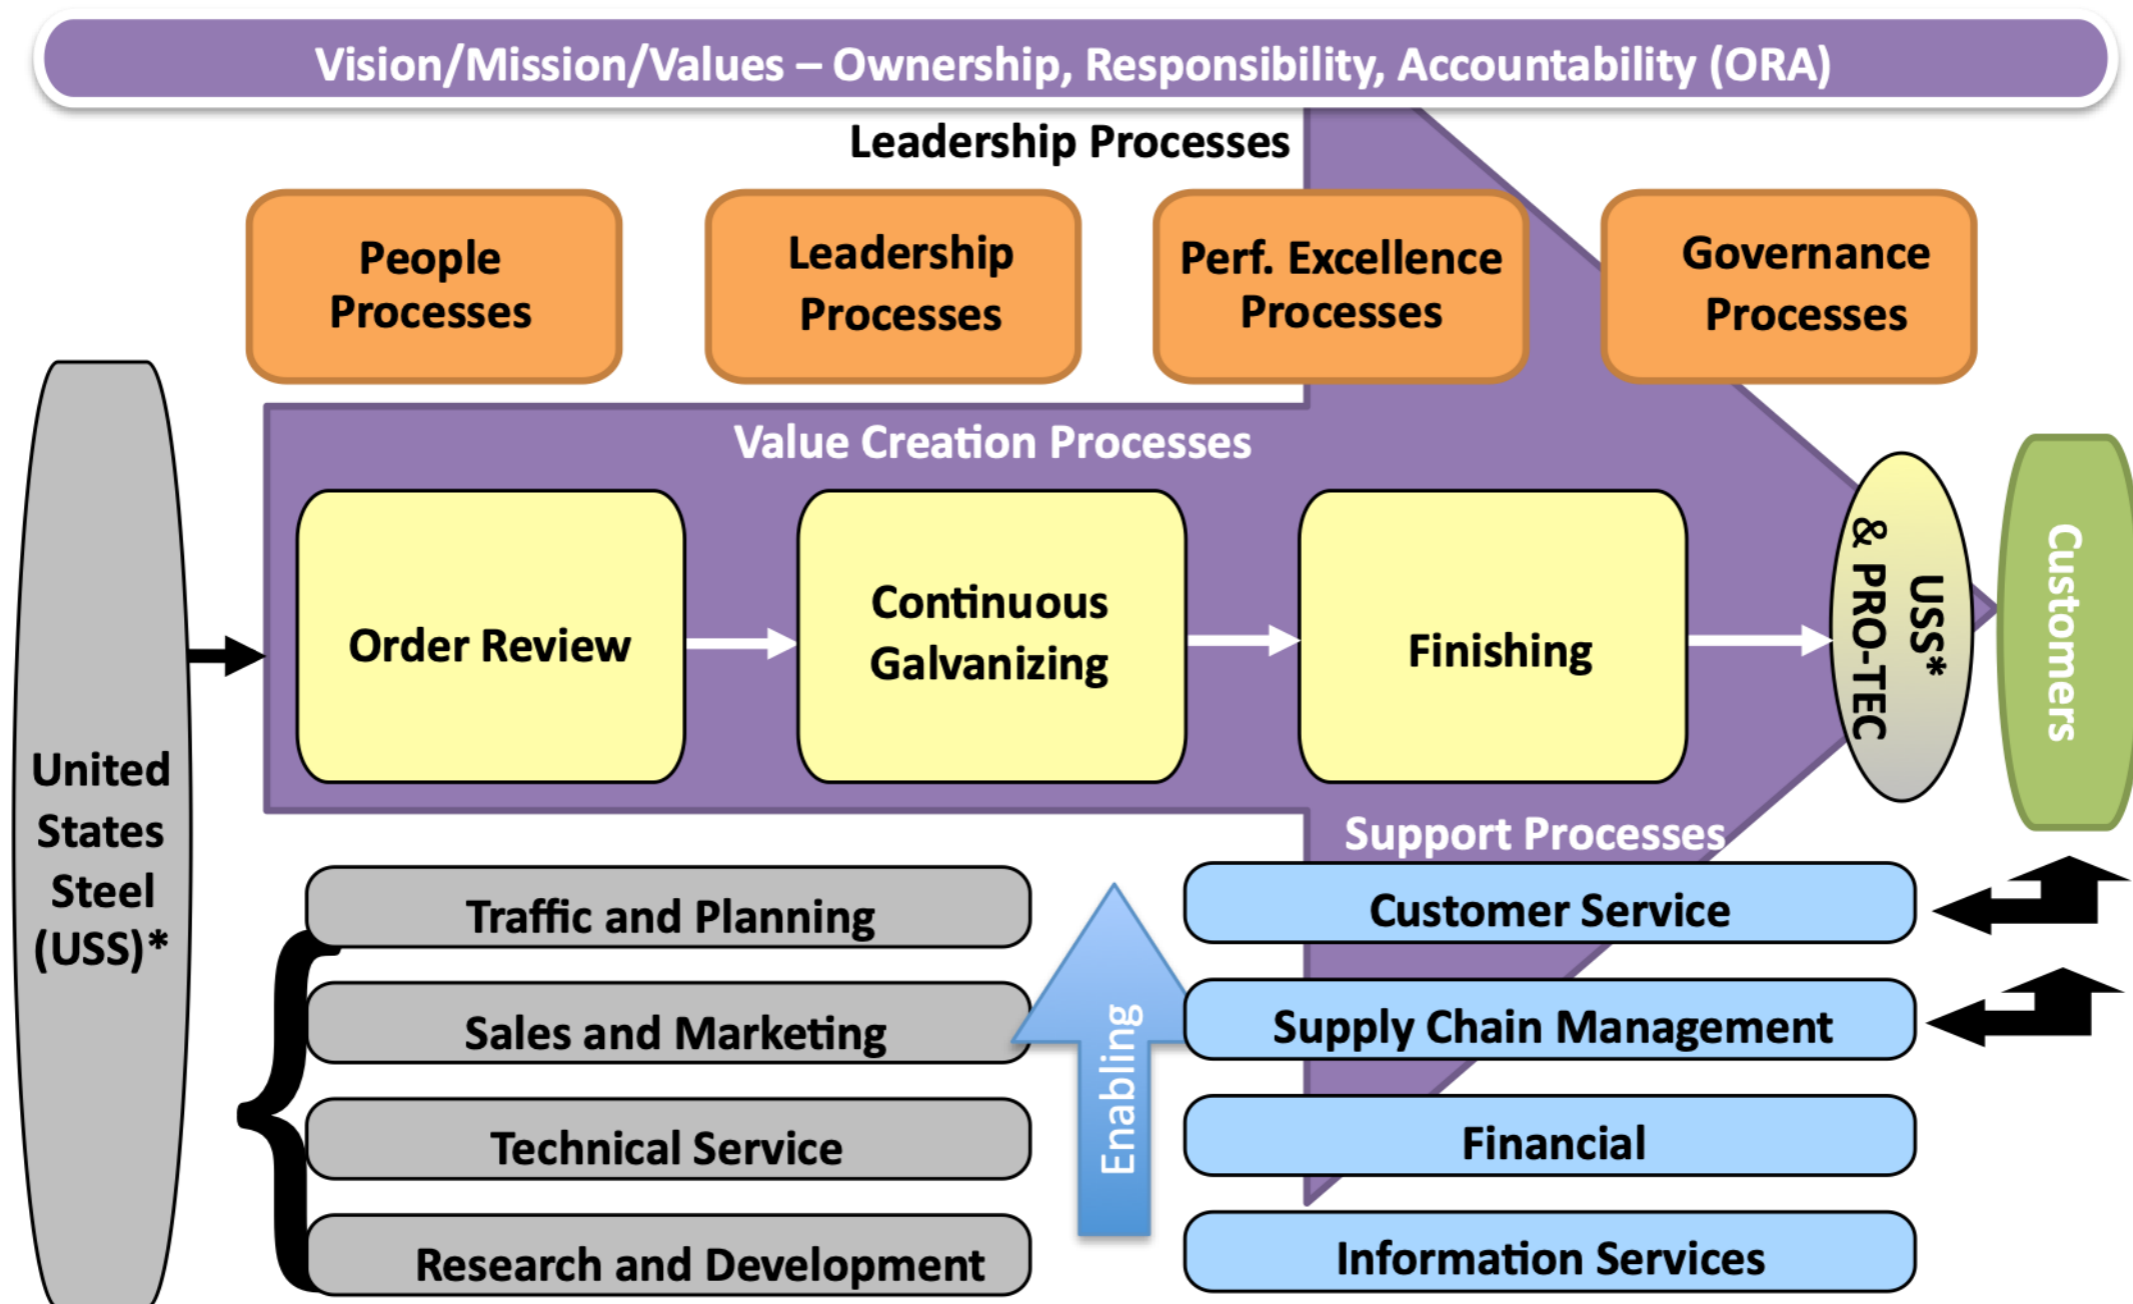 Vision/Mission/Values – Ownership, Responsibility, Accountability (ORA)
Leadership Processes
People
Processes
Leadership
Processes
Perf. Excellence
Processes
Governance
Processes
Value Creation Processes
Order Review
Continuous
Galvanizing
Finishing
USS*
& PRO-TEC
Customers
United
States
Steel
(USS)*
Support Processes
Traffic and Planning
Sales and Marketing
Technical Service
Research and Development
Enabling
Customer Service
Supply Chain Management
Financial
Information Services